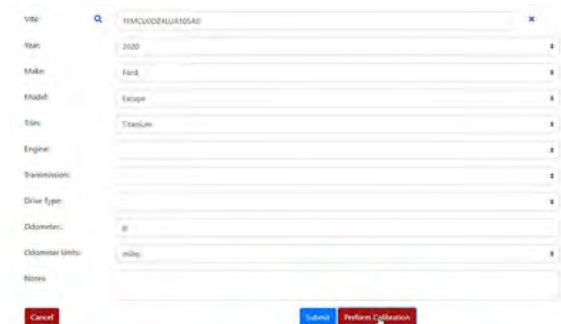 VIN:
Year: 2020
Make: Ford
Model: Escape
Trim: Titanium
Engine:
Transmission:
Drive Type:
Odometer: 0
Odometer Units: miles
Notes:
Cancel Submit Perform Calibration